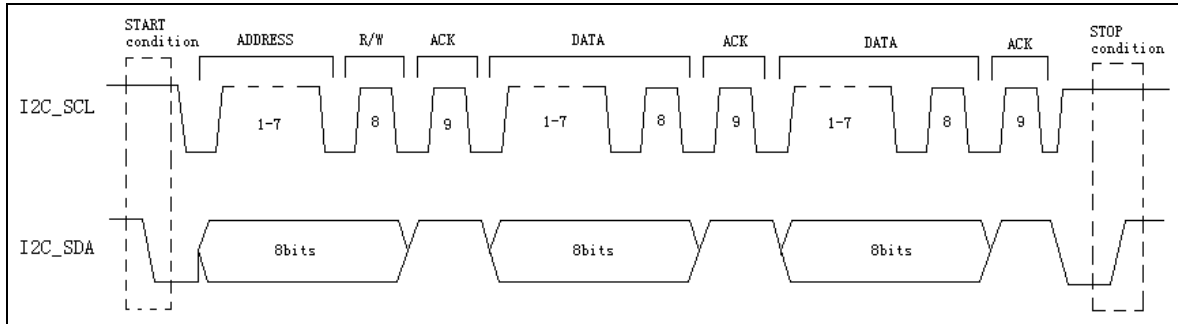 START
condition
ADDRESS R/W ACK DATA ACK DATA ACK
STOP
condition
I2C_SCL
1-7 8 9 1-7 8 9 1-7 8 9
I2C_SDA
8bits 8bits 8bits